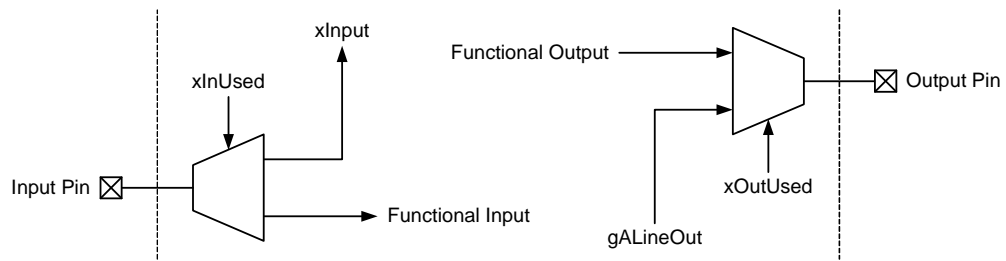 xInput
Functional Output
xInUsed
Output Pin
Input Pin
xOutUsed
Functional Input
gALineOut